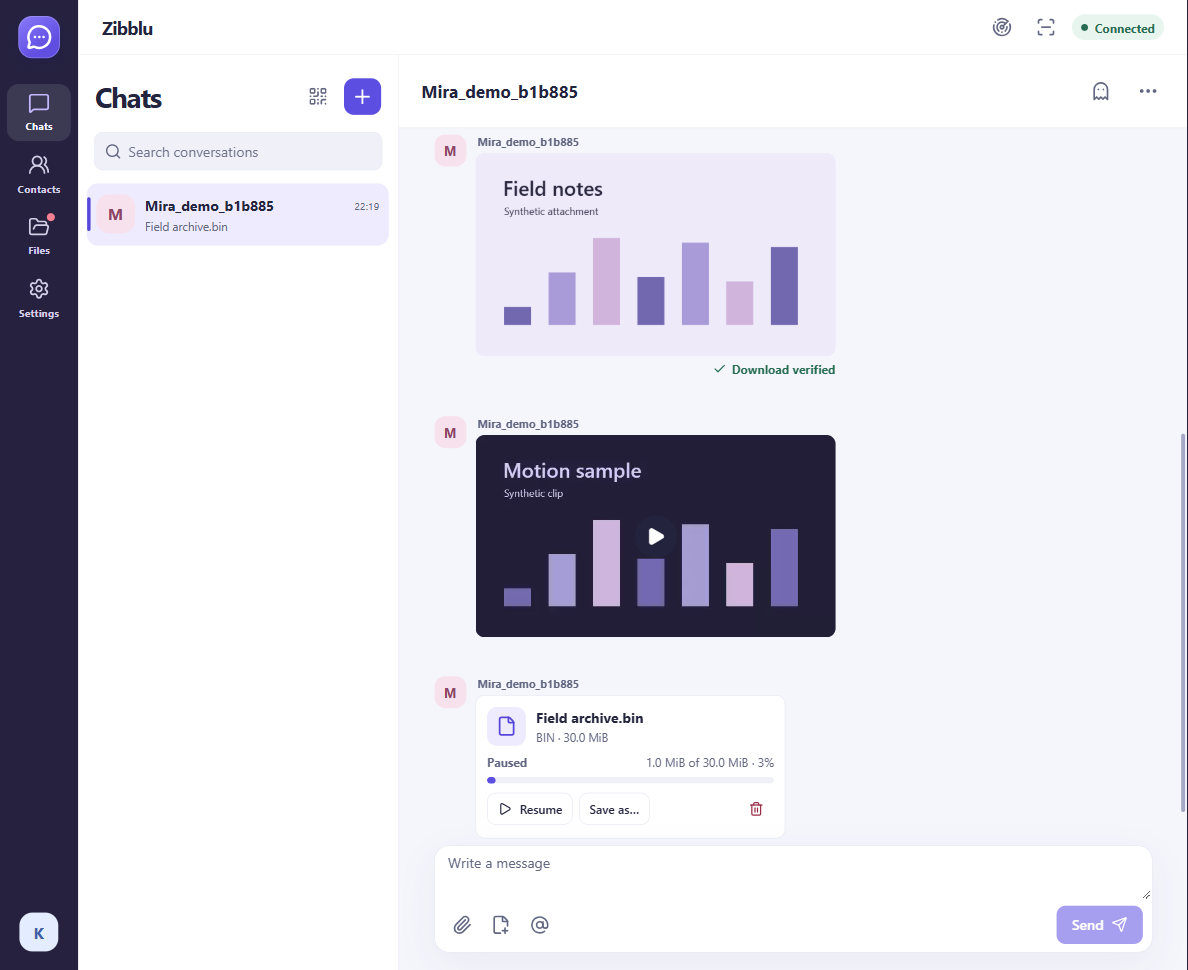 Zibblu
Connected
Chats
Contacts
Files
Settings
K
Chats
Search conversations
M
Mira_demo_b1b885
22:19
Field archive.bin
Mira_demo_b1b885
M
Mira_demo_b1b885
Field notes
Synthetic attachment
Download verified
M
Mira_demo_b1b885
Motion sample
Synthetic clip
M
Mira_demo_b1b885
Field archive.bin
BIN · 30.0 MiB
Paused
1.0 MiB of 30.0 MiB · 3%
Resume
Save as...
Write a message
Send